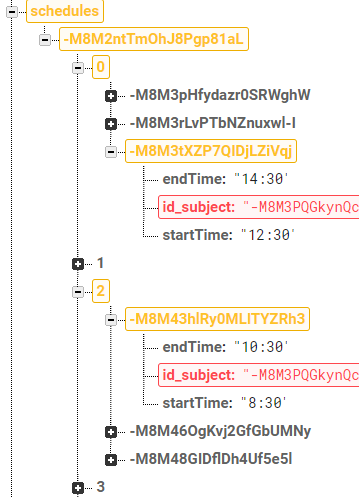 schedules
-M8M2ntTmOhJ8Pgp81aL
0
-M8M3pHfydazr0SRWghW
-M8M3rLvPTbNZnuxwl-I
-M8M3tXZP7QIDjLZiVqj
endTime: "14:30"
id_subject: "-M8M3PQGkynQc
startTime: "12:30"
1
2
-M8M43hlRy0MLITYZRh3
endTime: "10:30"
id_subject: "-M8M3PQGkynQc
startTime: "8:30"
-M8M46OgKvj2GfGbUMNy
-M8M48GIDflDh4Uf5e5l
3